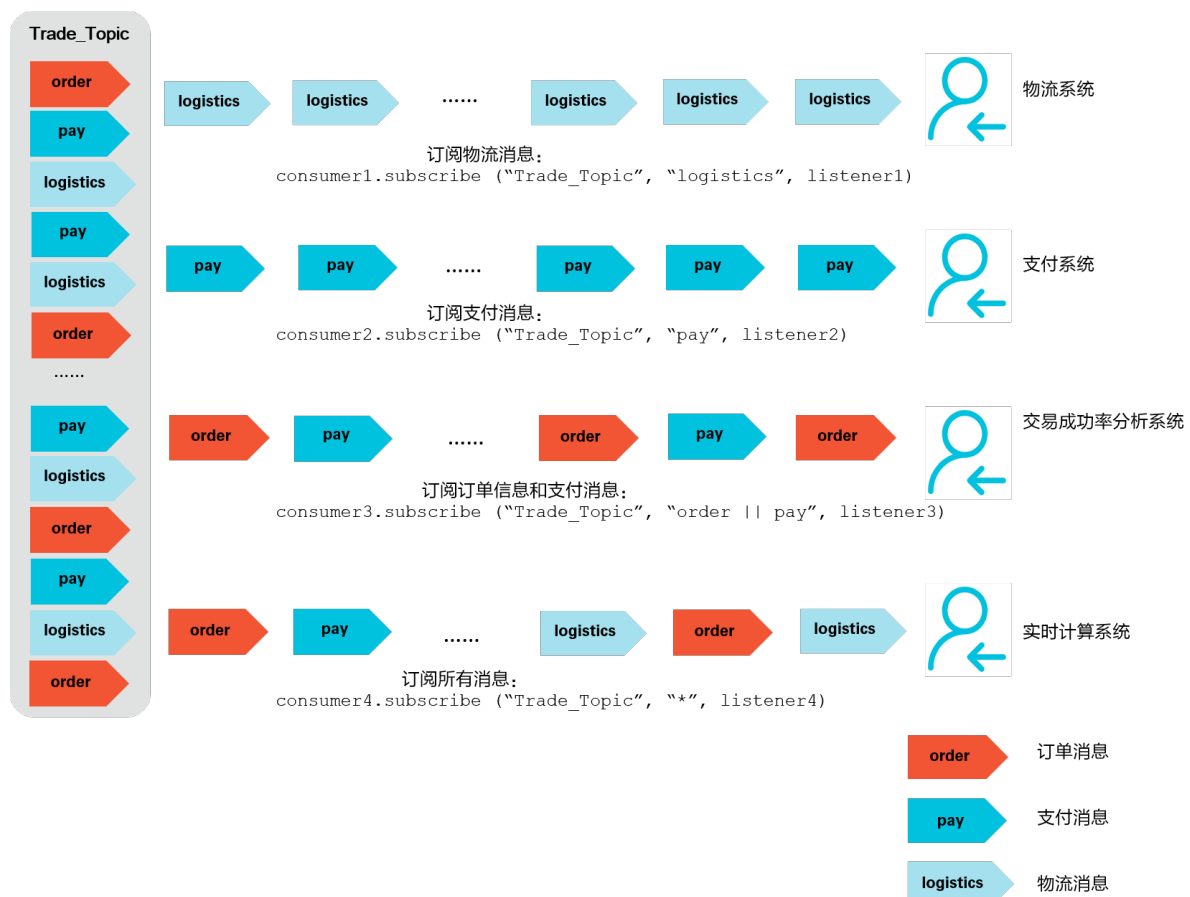 Trade_Topic
order
pay
logistics
pay
logistics
order
……
pay
logistics
order
pay
logistics
order
logistics logistics …… logistics logistics logistics
物流系统
订阅物流消息：
consumer1.subscribe (“Trade_Topic”, “logistics”, listener1)
pay pay …… pay pay pay
支付系统
订阅支付消息：
consumer2.subscribe (“Trade_Topic”, “pay”, listener2)
order pay …… order pay order
交易成功率分析系统
订阅订单信息和支付消息：
consumer3.subscribe (“Trade_Topic”, “order || pay”, listener3)
order pay …… logistics order logistics
实时计算系统
订阅所有消息：
consumer4.subscribe (“Trade_Topic”, “*”, listener4)
order 订单消息
pay 支付消息
logistics 物流消息